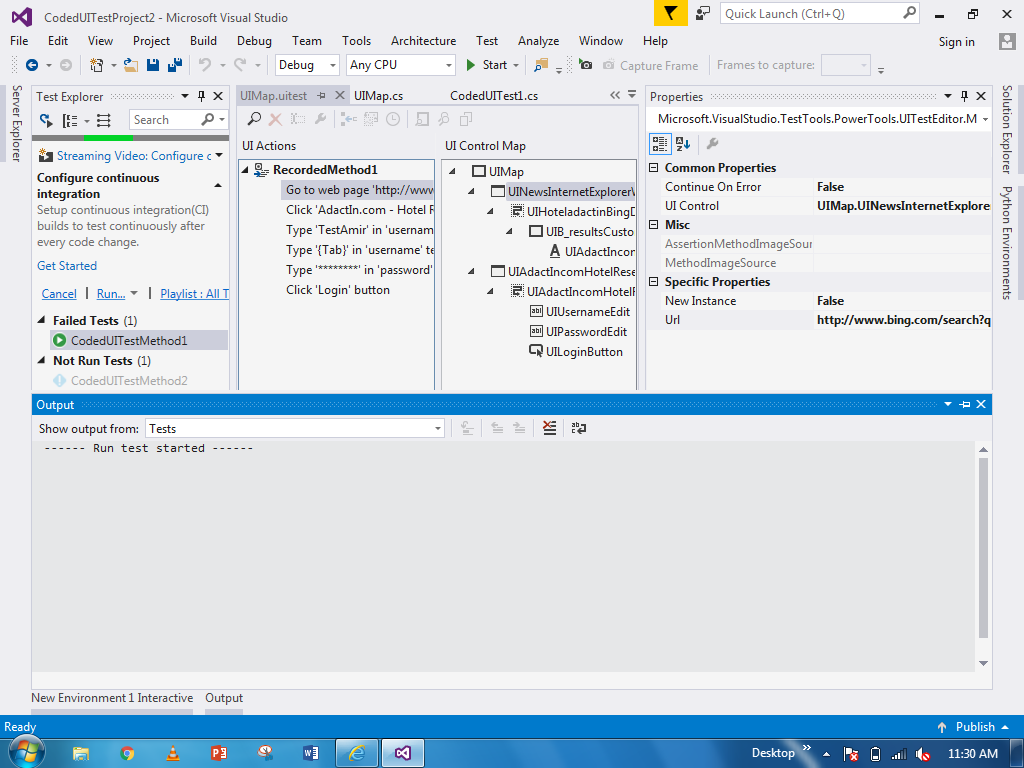 CodedUITestProject2 - Microsoft Visual Studio
Quick Launch (Ctrl+Q)
File Edit View Project Build Debug Team Tools Architecture Test Analyze Window Help
Sign in
Debug Any CPU Start Capture Frame Frames to capture:
Server Explorer
Test Explorer
Search
Streaming Video: Configure c
Configure continuous
integration
Setup continuous integration(CI)
builds to test continuously after
every code change.
Get Started
Cancel | Run... | Playlist : All T
Failed Tests (1)
CodedUITestMethod1
Not Run Tests (1)
CodedUITestMethod2
UIMap.uitest UIMap.cs CodedUITest1.cs
UI Actions
RecordedMethod1
Go to web page 'http://www
Click 'AdactIn.com - Hotel R
Type 'TestAmir' in 'usernam
Type '{Tab}' in 'username' te
Type '********' in 'password'
Click 'Login' button
UI Control Map
UIMap
UINewsInternetExplorerW
UIHoteladactinBingD
UIB_resultsCusto
UIAdactIncon
UIAdactIncomHotelRese
UIAdactIncomHotelF
UIUsernameEdit
UIPasswordEdit
UILoginButton
Properties
Microsoft.VisualStudio.TestTools.PowerTools.UITestEditor.M
Common Properties
Continue On Error False
UI Control UIMap.UINewsInternetExplore
Misc
AssertionMethodImageSour
MethodImageSource
Specific Properties
New Instance False
Url http://www.bing.com/search?q
Solution Explorer
Python Environments
Output
Show output from: Tests
------ Run test started ------
New Environment 1 Interactive Output
Ready
Publish
Desktop
11:30 AM